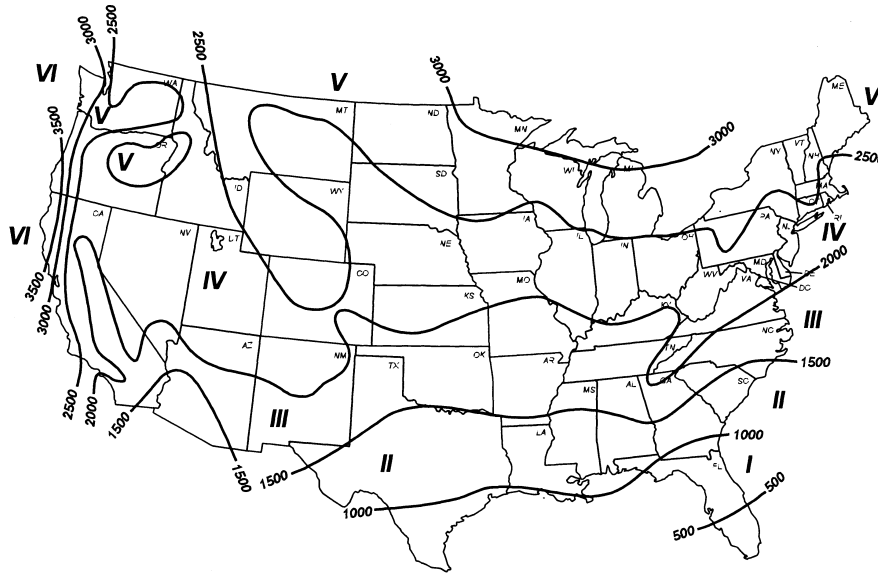 3000
2500
VI
V
2500
V
3000
V
3500
WA
V
OR
V
MT
ND
MN
3000
ME
VT
NH
NY
2500
WI
MI
SD
ID
WY
MA
RI
CA
NV
UT
VI
IV
NE
IA
IL
IN
OH
PA
NJ
IV
2000
MD
DE
DC
WV
VA
3500
3000
CO
KS
MO
KY
III
NC
AZ
NM
OK
TX
AR
TN
1500
2500
2000
1500
III
MS
AL
GA
SC
II
LA
1000
1500
1500
II
FL
I
1000
500
500